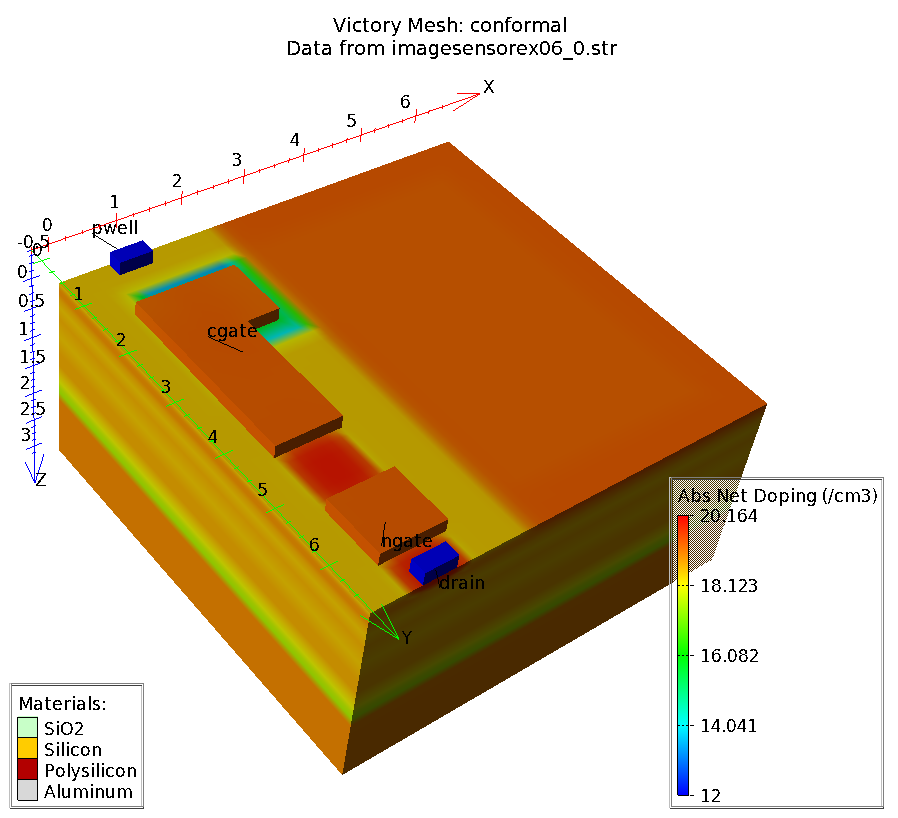 Victory Mesh: conformal
Data from imagesensorex06_0.str
X
6
5
4
3
2
1
0
pwell
-0.5
0
0
0.5
1
1.5
2
2.5
3
Z
1
2
3
4
5
6
Y
cgate
ngate
drain
Abs Net Doping (/cm3)
20.164
18.123
16.082
14.041
12
Materials:
SiO2
Silicon
Polysilicon
Aluminum